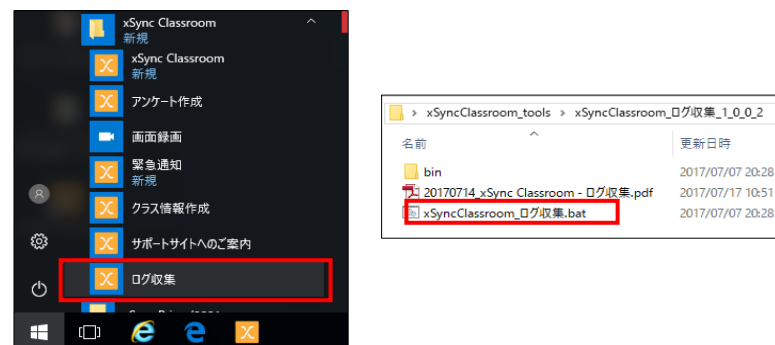 xSync Classroom
新規
xSync Classroom
新規
アンケート作成
画面録画
緊急通知
新規
クラス情報作成
サポートサイトへのご案内
ログ収集
› xSyncClassroom_tools › xSyncClassroom_ログ収集_1_0_0_2
名前 更新日時
bin 2017/07/07 20:28
20170714_xSync Classroom - ログ収集.pdf 2017/07/17 10:51
xSyncClassroom_ログ収集.bat 2017/07/07 20:28